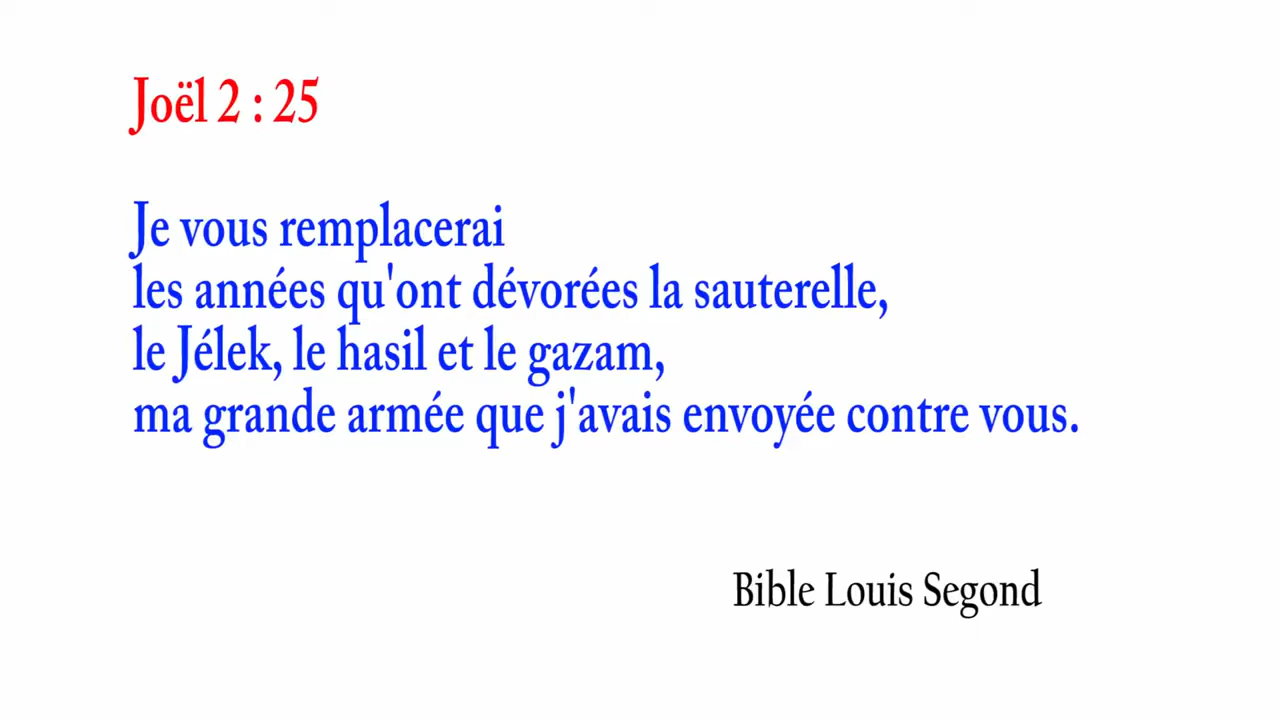 Joël 2 : 25
Je vous remplacerai
les années qu'ont dévorées la sauterelle,
le Jélek, le hasil et le gazam,
ma grande armée que j'avais envoyée contre vous.
Bible Louis Segond